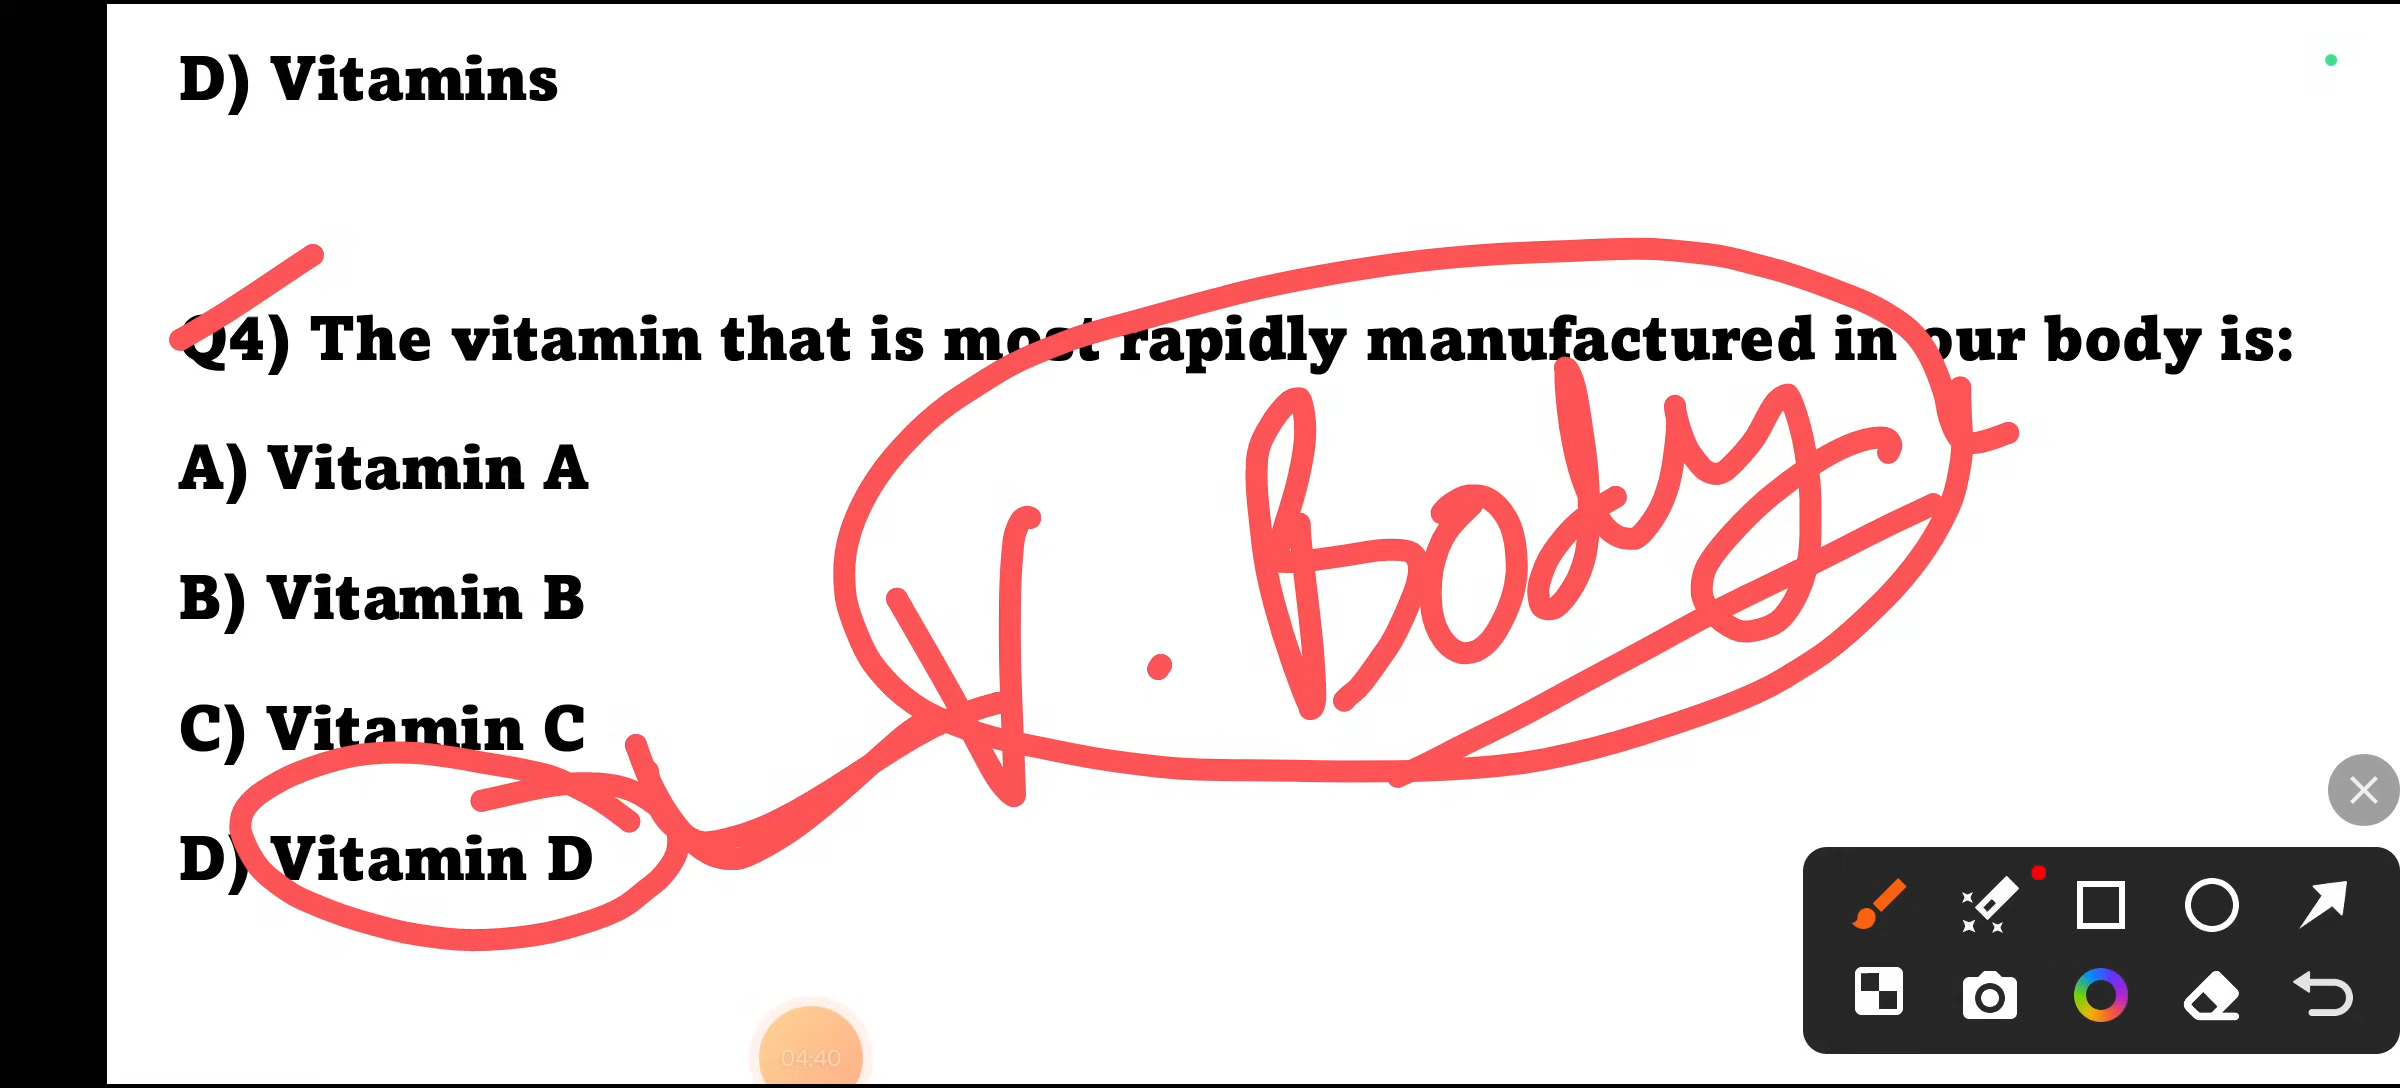 D) Vitamins
Q4) The vitamin that is most rapidly manufactured in our body is:
A) Vitamin A
B) Vitamin B
C) Vitamin C
D) Vitamin D
V. Body
04:40